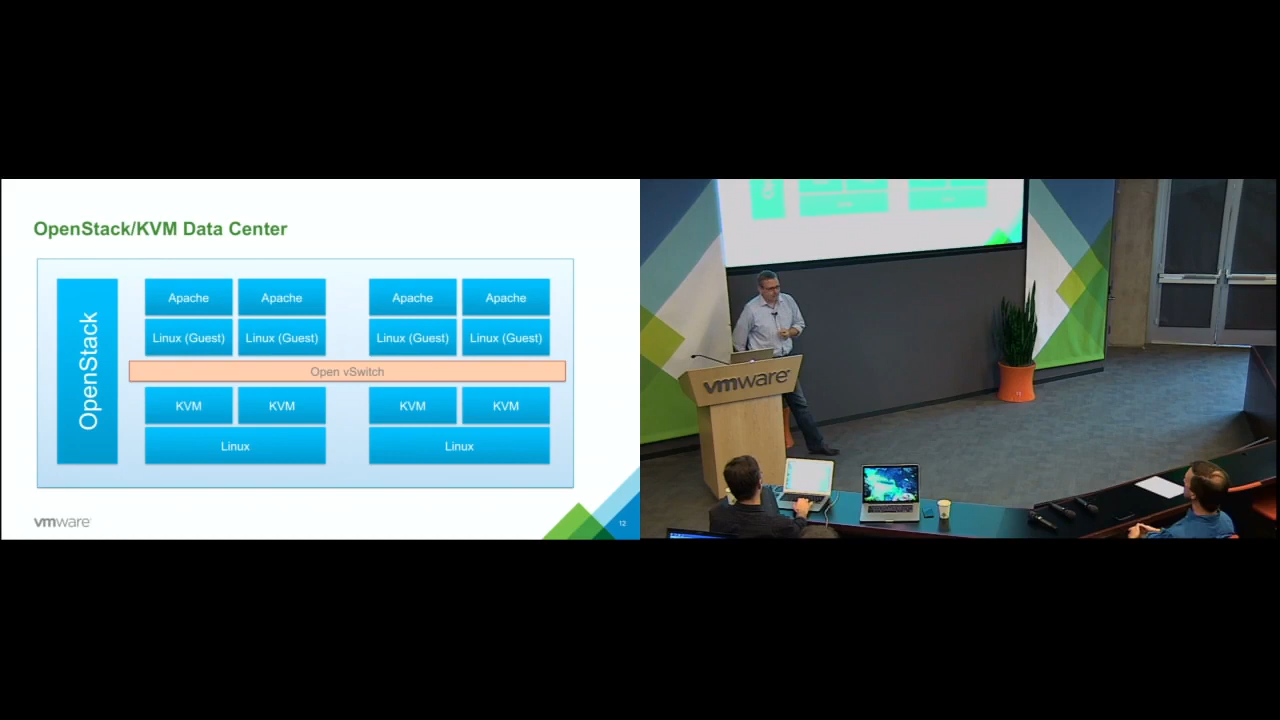 OpenStack/KVM Data Center
OpenStack
Apache
Apache
Apache
Apache
Linux (Guest)
Linux (Guest)
Linux (Guest)
Linux (Guest)
Open vSwitch
KVM
KVM
KVM
KVM
Linux
Linux
vmware
12
vmware